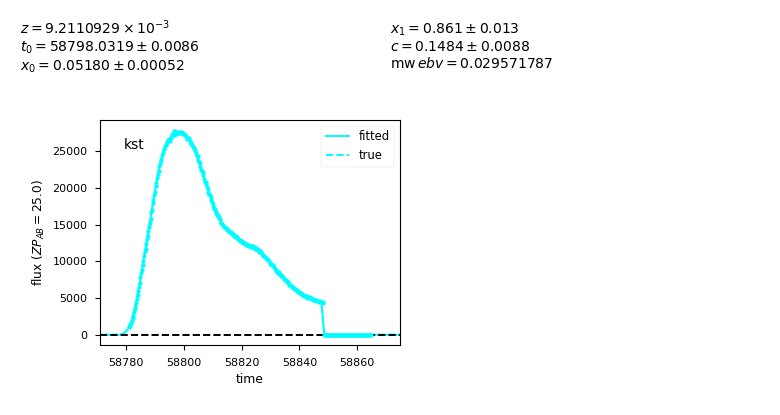 z = 9.2110929 × 10⁻³
t₀ = 58798.0319 ± 0.0086
x₀ = 0.05180 ± 0.00052
x₁ = 0.861 ± 0.013
c = 0.1484 ± 0.0088
mw ebv = 0.029571787
kst
fitted
true
25000
20000
15000
10000
5000
0
flux (ZP_AB = 25.0)
58780 58800 58820 58840 58860
time